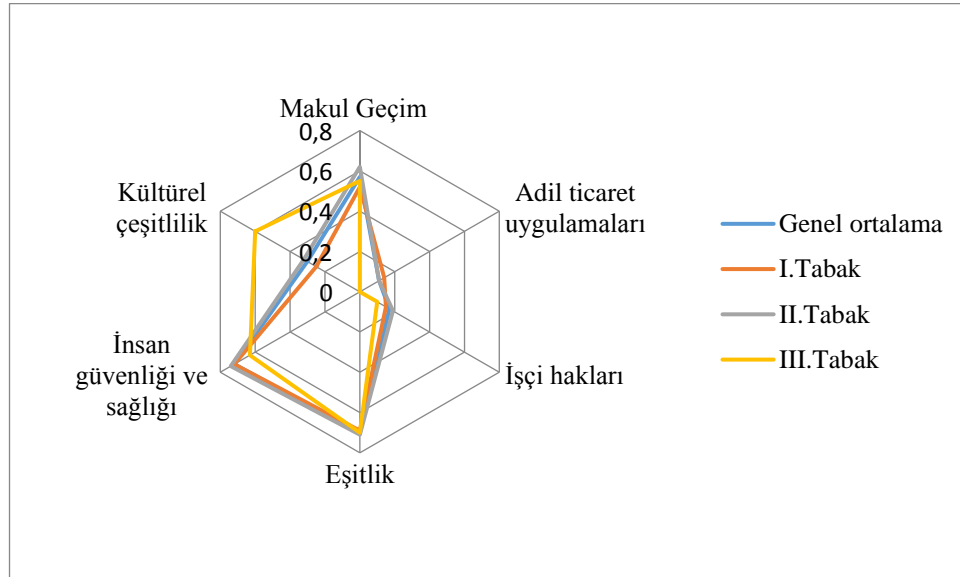 Makul Geçim
0,8
0,6
0,4
0,2
0
Adil ticaret
uygulamaları
İşçi hakları
Eşitlik
İnsan
güvenliği ve
sağlığı
Kültürel
çeşitlilik
Genel ortalama
I.Tabak
II.Tabak
III.Tabak